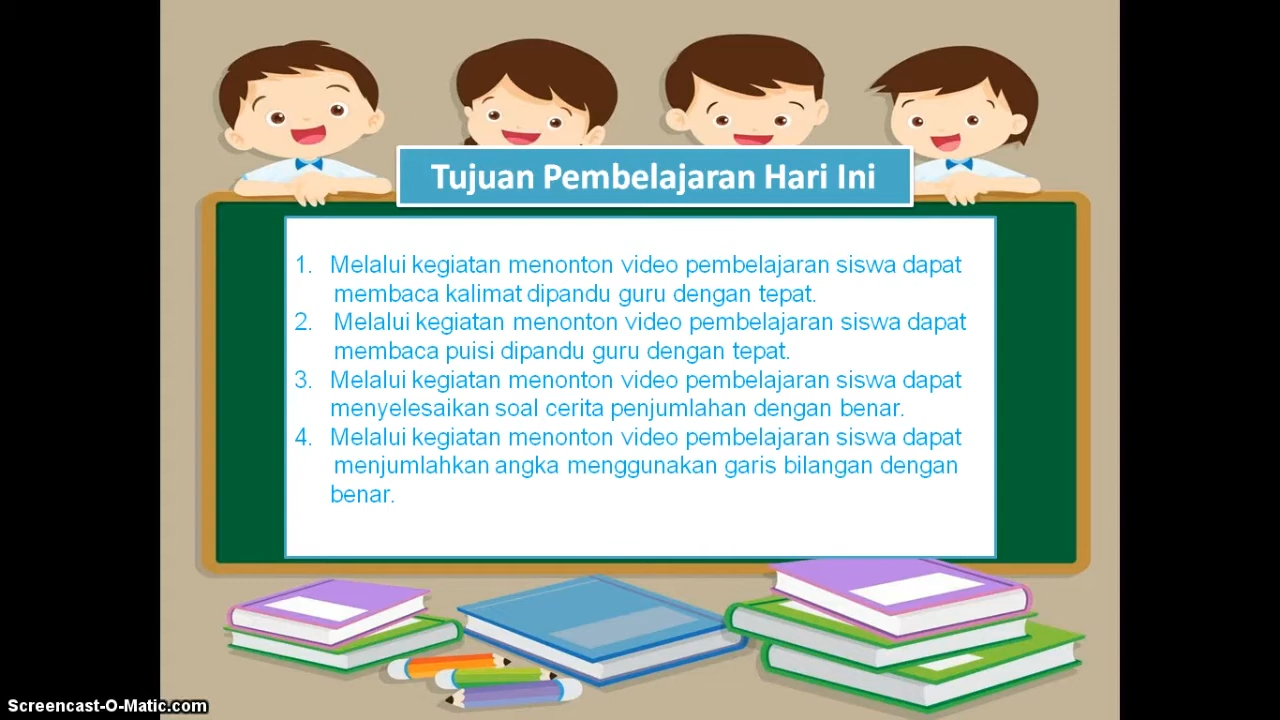 Tujuan Pembelajaran Hari Ini
1. Melalui kegiatan menonton video pembelajaran siswa dapat
membaca kalimat dipandu guru dengan tepat.
2. Melalui kegiatan menonton video pembelajaran siswa dapat
membaca puisi dipandu guru dengan tepat.
3. Melalui kegiatan menonton video pembelajaran siswa dapat
menyelesaikan soal cerita penjumlahan dengan benar.
4. Melalui kegiatan menonton video pembelajaran siswa dapat
menjumlahkan angka menggunakan garis bilangan dengan
benar.
Screencast-O-Matic.com